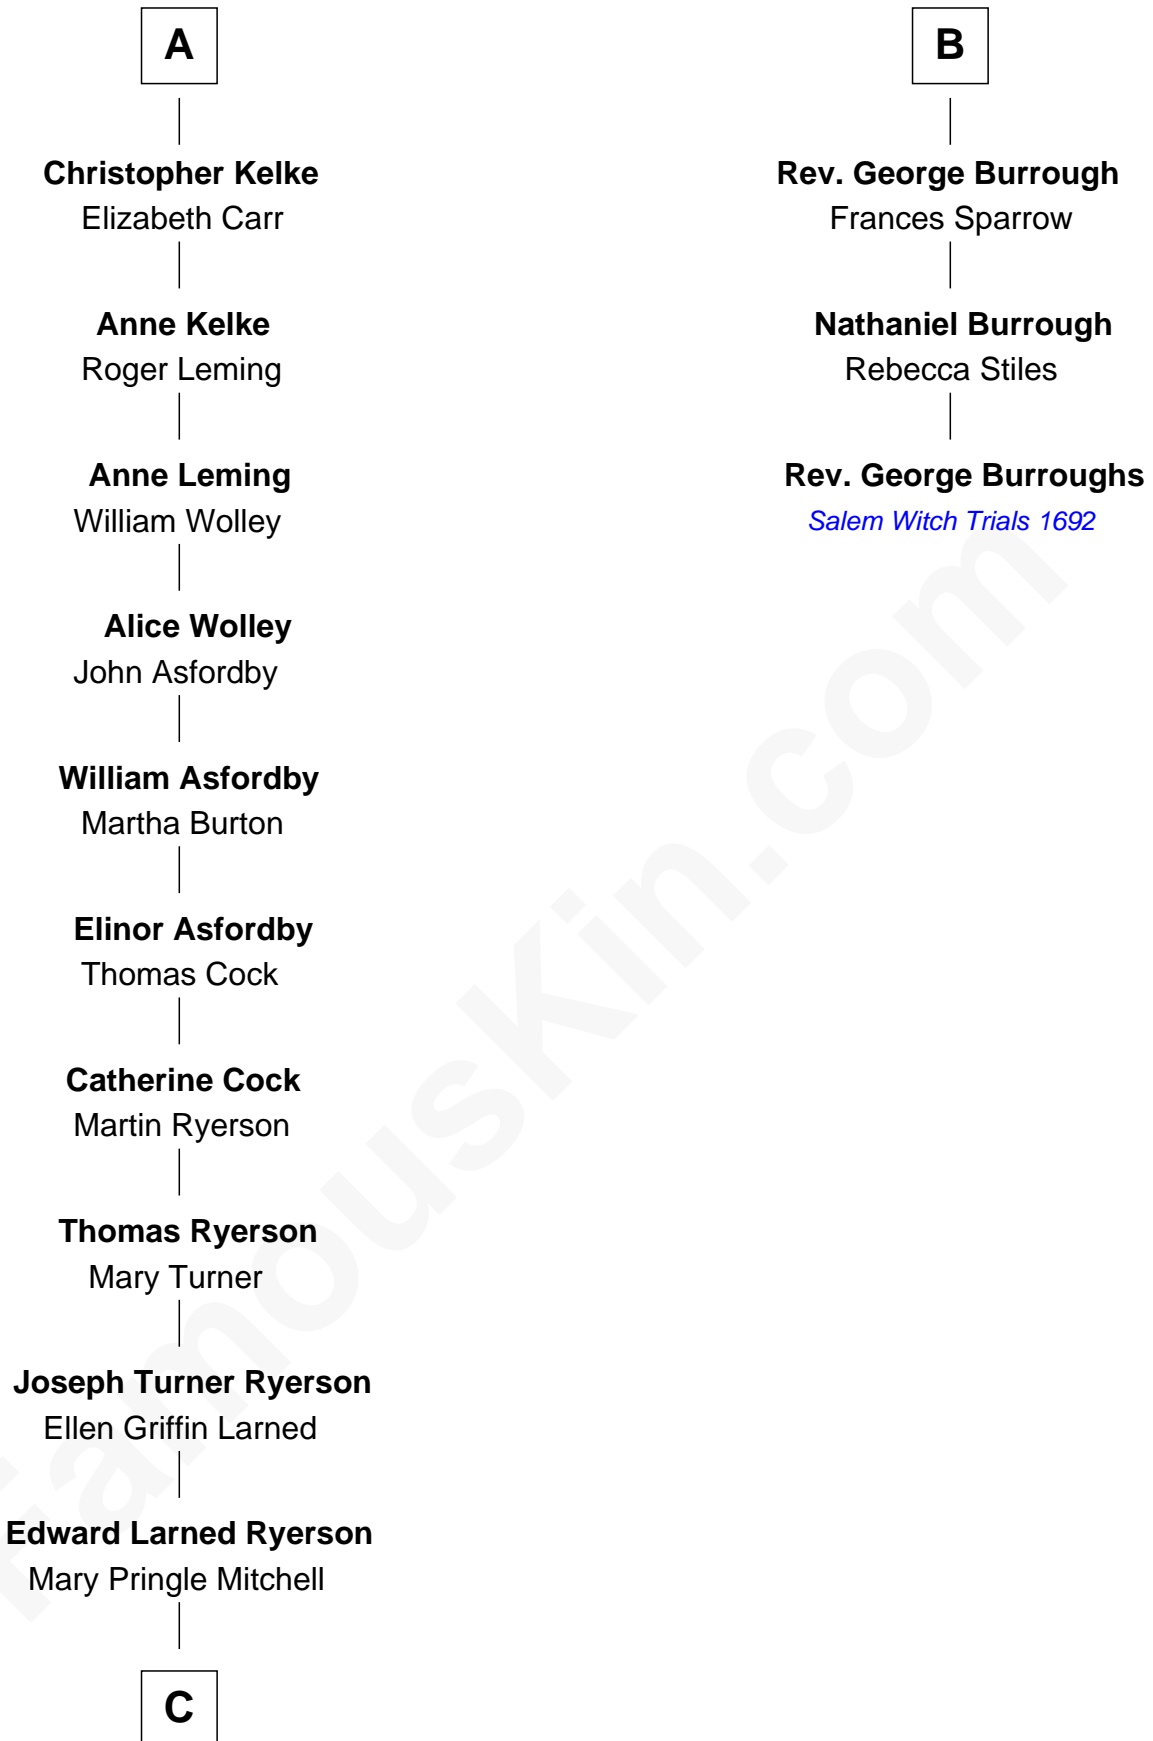 A
Christopher Kelke
Elizabeth Carr
Anne Kelke
Roger Leming
Anne Leming
William Wolley
Alice Wolley
John Asfordby
William Asfordby
Martha Burton
Elinor Asfordby
Thomas Cock
Catherine Cock
Martin Ryerson
Thomas Ryerson
Mary Turner
Joseph Turner Ryerson
Ellen Griffin Larned
Edward Larned Ryerson
Mary Pringle Mitchell
C
B
Rev. George Burrough
Frances Sparrow
Nathaniel Burrough
Rebecca Stiles
Rev. George Burroughs
Salem Witch Trials 1692
FamousKin.com